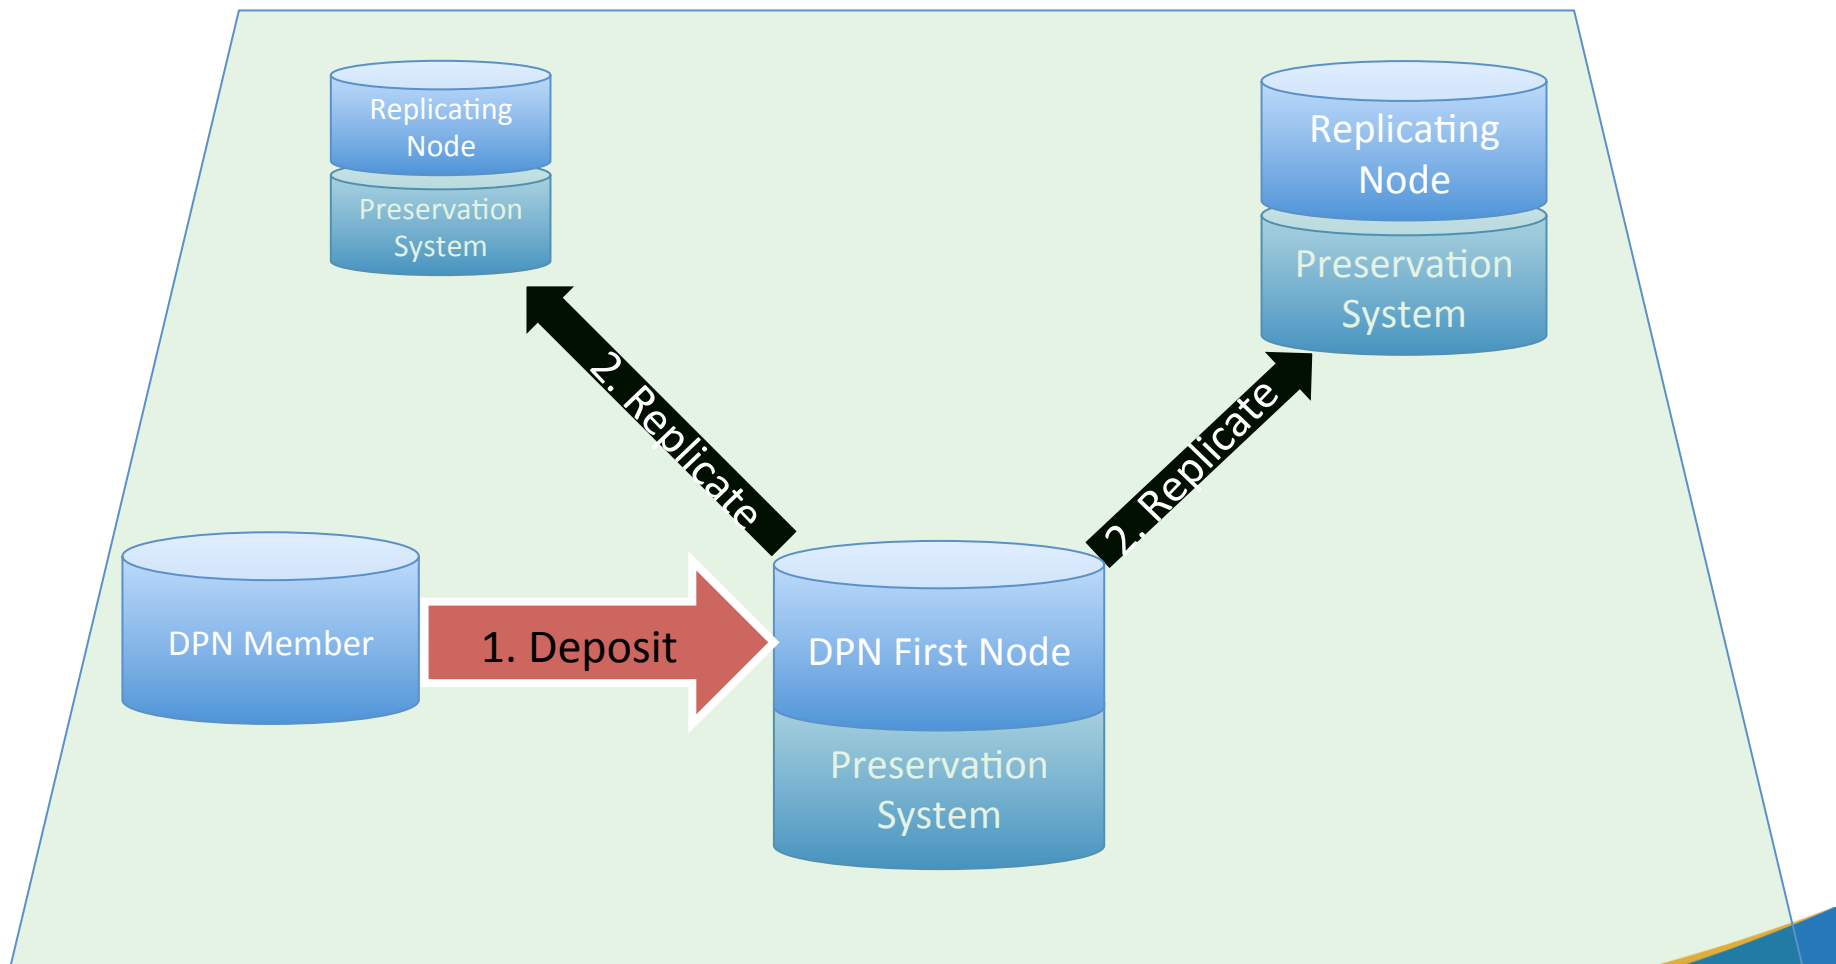 Replicating
Node
Preservation
System
Replicating
Node
Preservation
System
2. Replicate
2. Replicate
DPN Member
1. Deposit
DPN First Node
Preservation
System